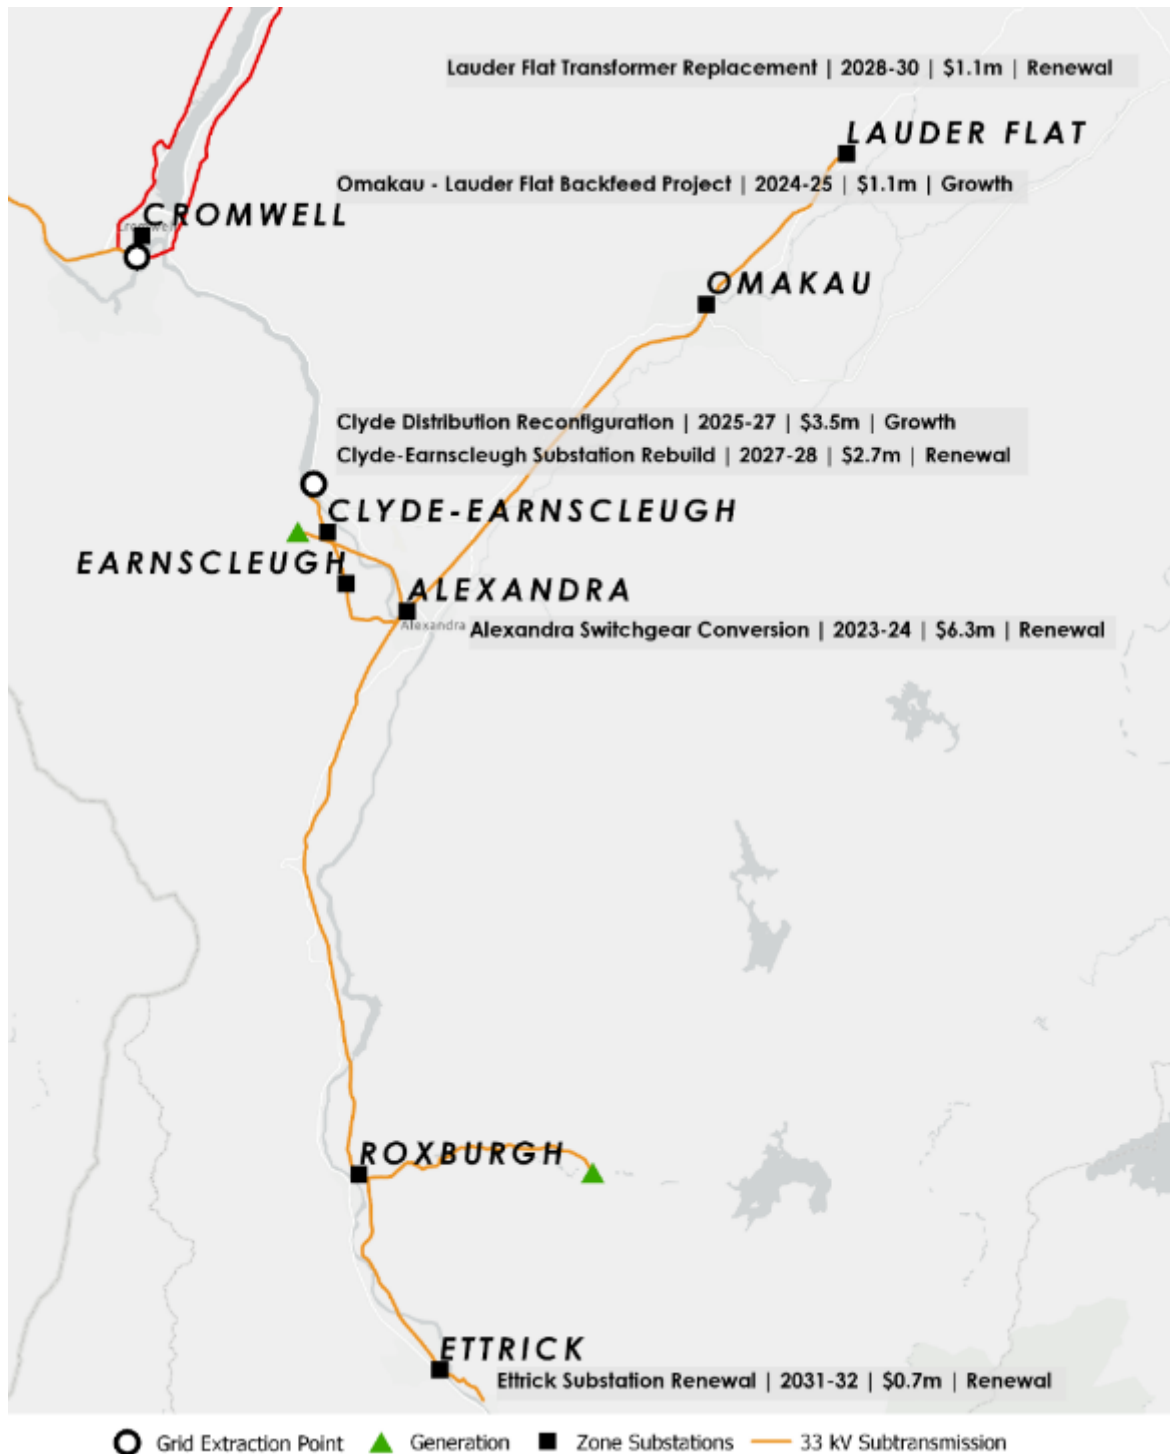 Lauder Flat Transformer Replacement | 2028-30 | $1.1m | Renewal
LAUDER FLAT
Omakau - Lauder Flat Backfeed Project | 2024-25 | $1.1m | Growth
CROMWELL
Cromwell
OMAKAU
Clyde Distribution Reconfiguration | 2025-27 | $3.5m | Growth
Clyde-Earnscleugh Substation Rebuild | 2027-28 | $2.7m | Renewal
CLYDE-EARNSCLEUGH
EARNSCLEUGH
ALEXANDRA
Alexandra
Alexandra Switchgear Conversion | 2023-24 | $6.3m | Renewal
ROXBURGH
ETTRICK
Ettrick Substation Renewal | 2031-32 | $0.7m | Renewal
Grid Extraction Point Generation Zone Substations 33 kV Subtransmission